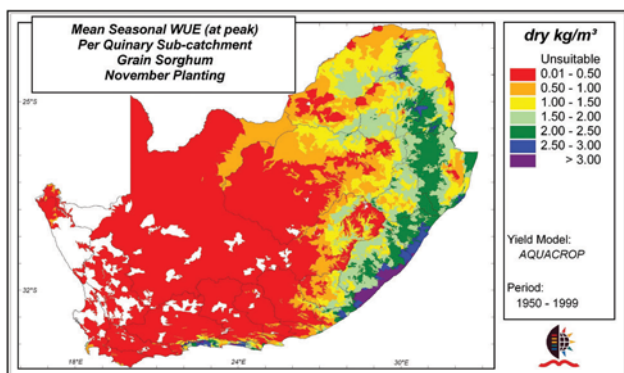 Mean Seasonal WUE (at peak)
Per Quinary Sub-catchment
Grain Sorghum
November Planting
dry kg/m³
Unsuitable
0.01 - 0.50
0.50 - 1.00
1.00 - 1.50
1.50 - 2.00
2.00 - 2.50
2.50 - 3.00
> 3.00
Yield Model:
AQUACROP
Period:
1950 - 1999
32°S
18°E
24°E
30°E